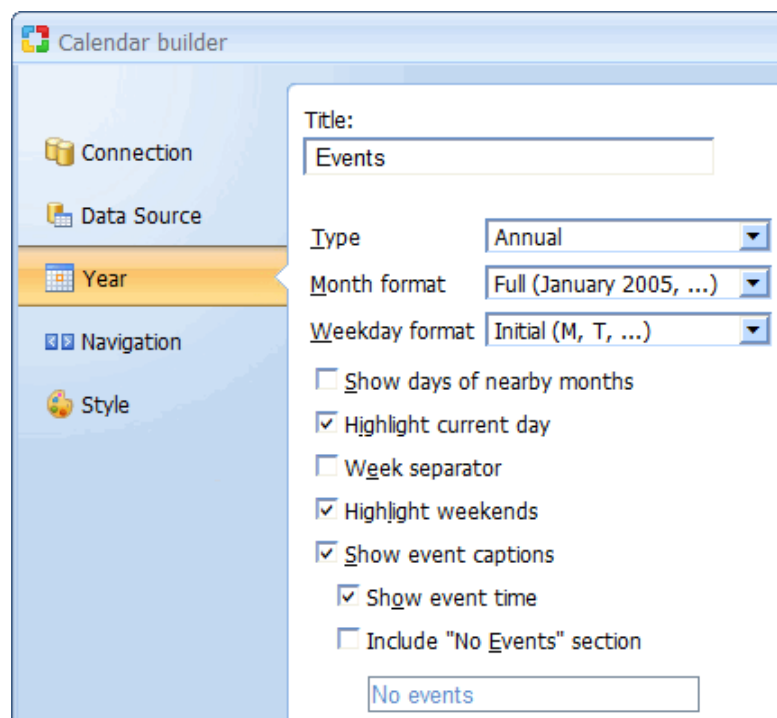 Calendar builder
Connection
Data Source
Year
Navigation
Style
Title:
Events
Type Annual
Month format Full (January 2005, ...)
Weekday format Initial (M, T, ...)
Show days of nearby months
Highlight current day
Week separator
Highlight weekends
Show event captions
Show event time
Include "No Events" section
No events